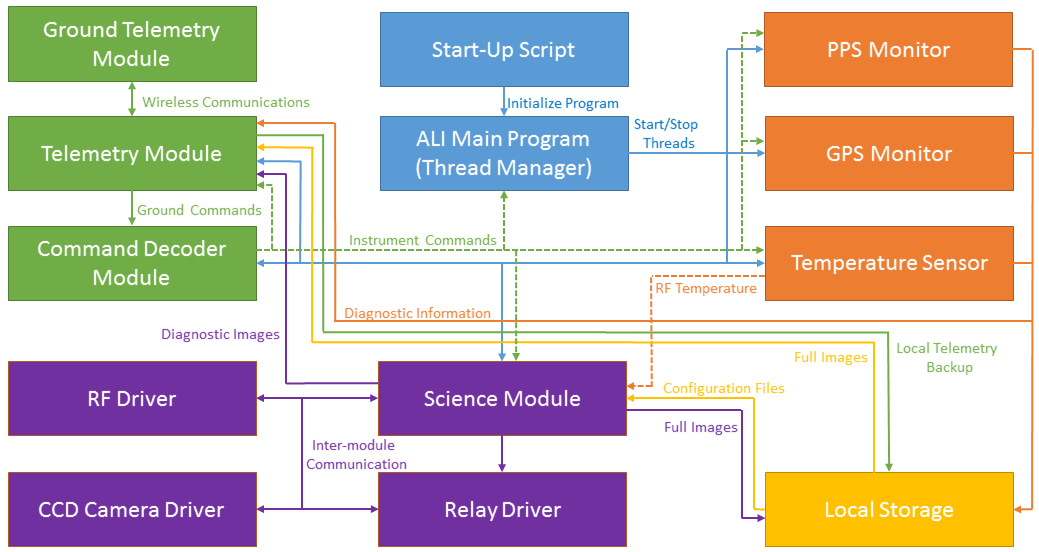 Ground Telemetry
Module
Start-Up Script
PPS Monitor
Wireless Communications
Initialize Program
Telemetry Module
ALI Main Program
(Thread Manager)
Start/Stop
Threads
GPS Monitor
Ground Commands
Command Decoder
Module
Instrument Commands
Temperature Sensor
RF Temperature
Diagnostic Information
Diagnostic Images
Full Images
Local Telemetry
Backup
RF Driver
Science Module
Configuration Files
Full Images
Inter-module
Communication
CCD Camera Driver
Relay Driver
Local Storage